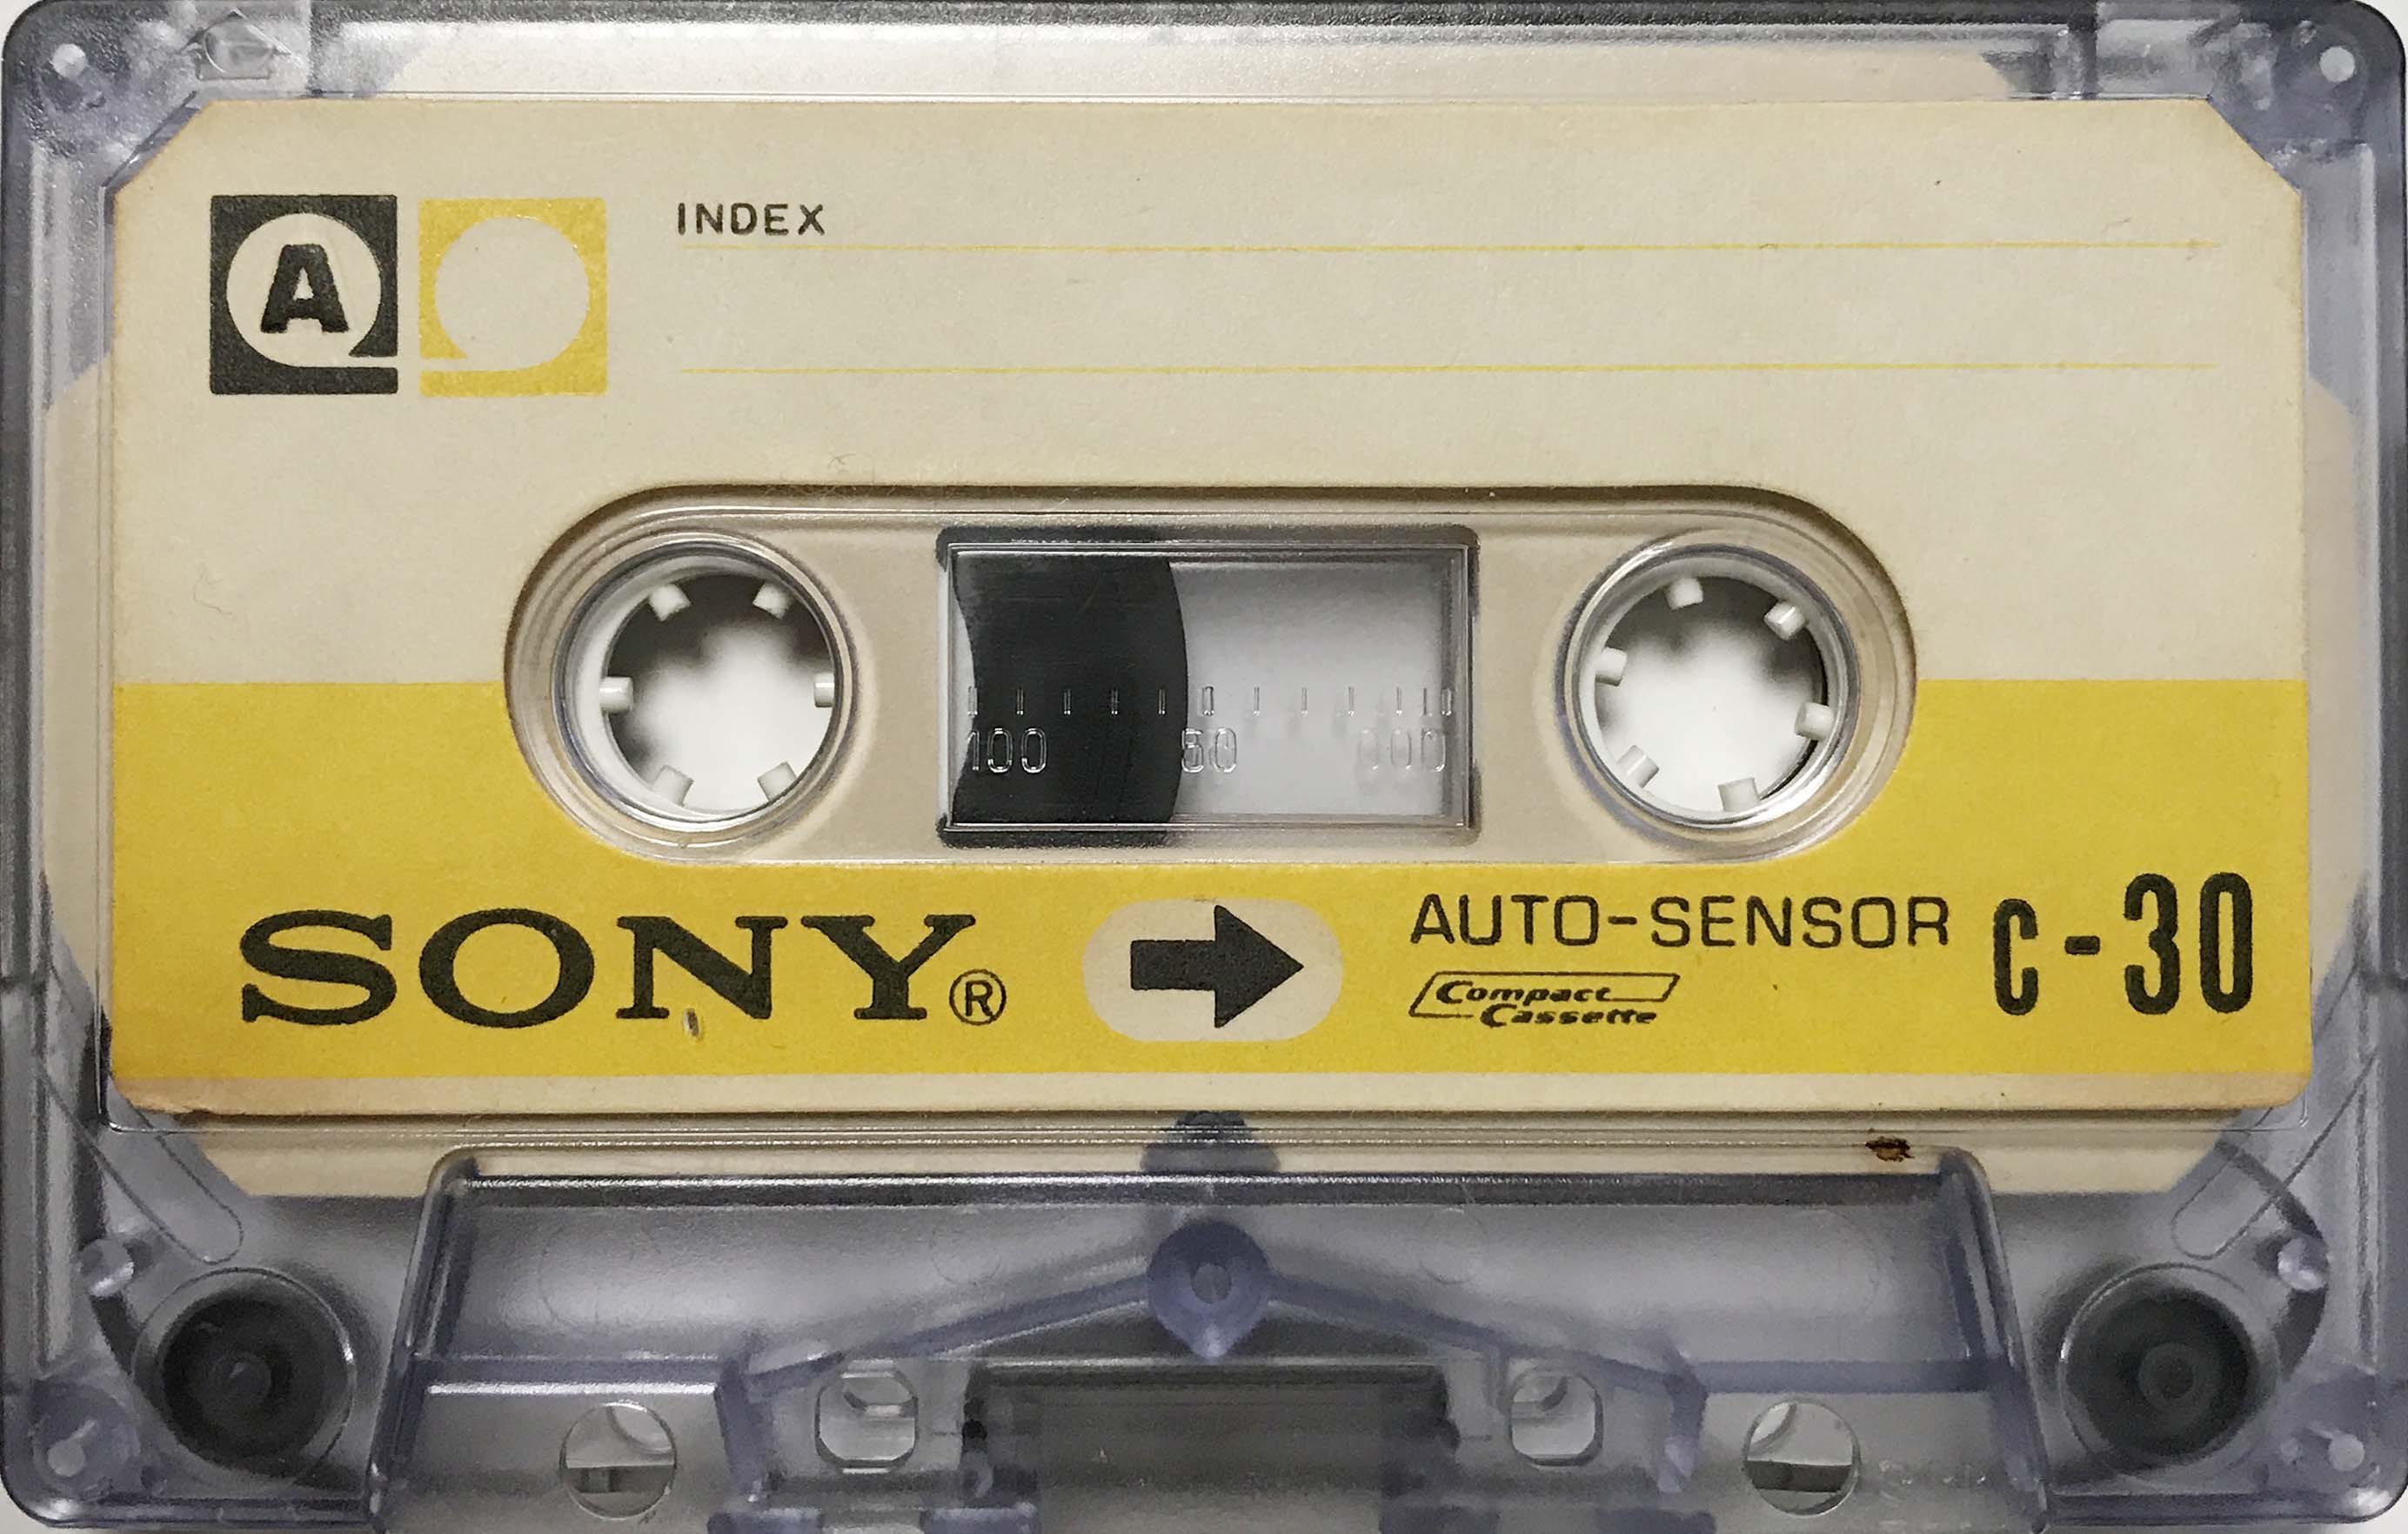 A
INDEX
100 50 000
SONY®
AUTO-SENSOR
C-30
Compact
Cassette